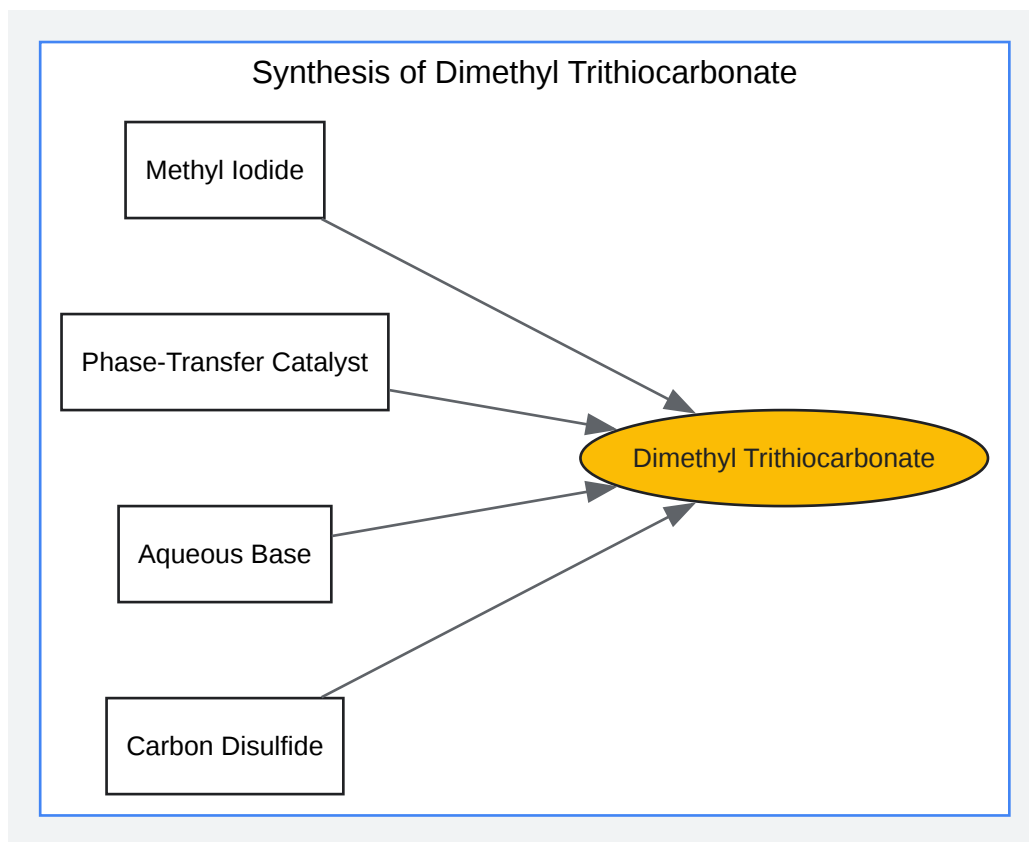 Synthesis of Dimethyl Trithiocarbonate
Methyl Iodide
Phase-Transfer Catalyst
Dimethyl Trithiocarbonate
Aqueous Base
Carbon Disulfide